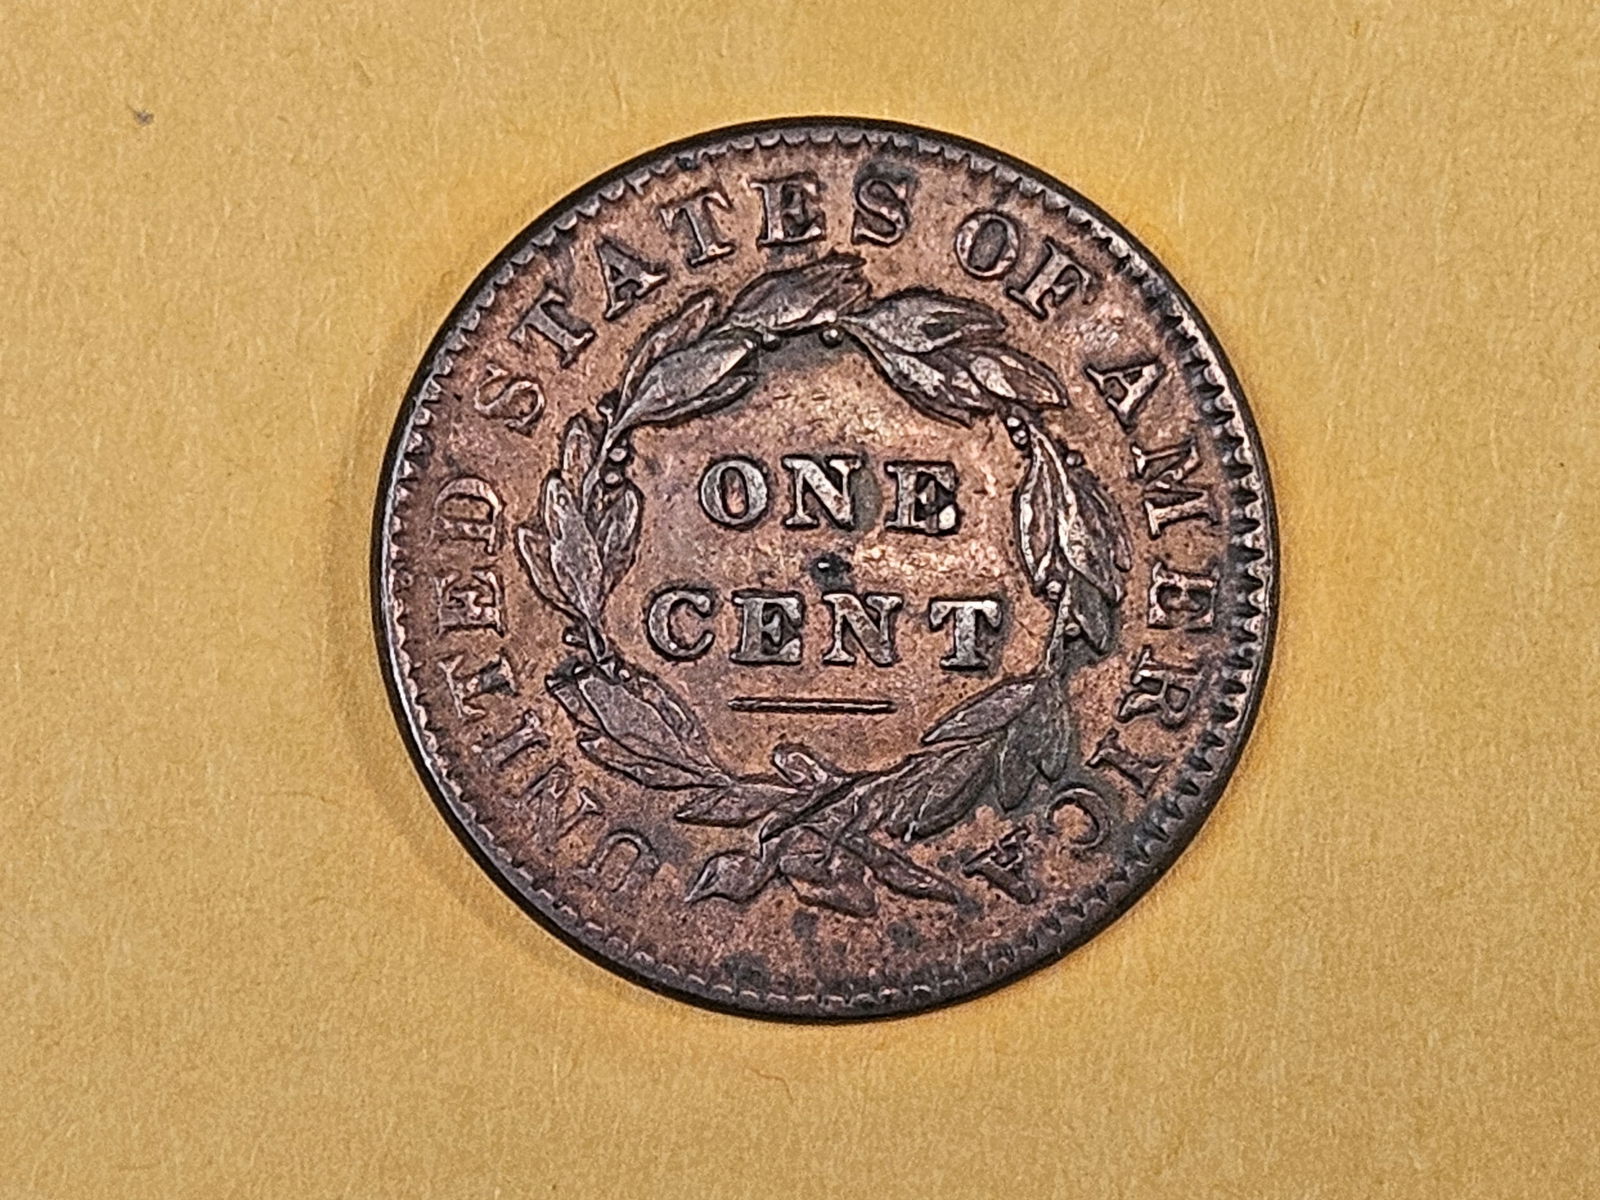 UNITED STATES OF AMERICA
ONE
CENT